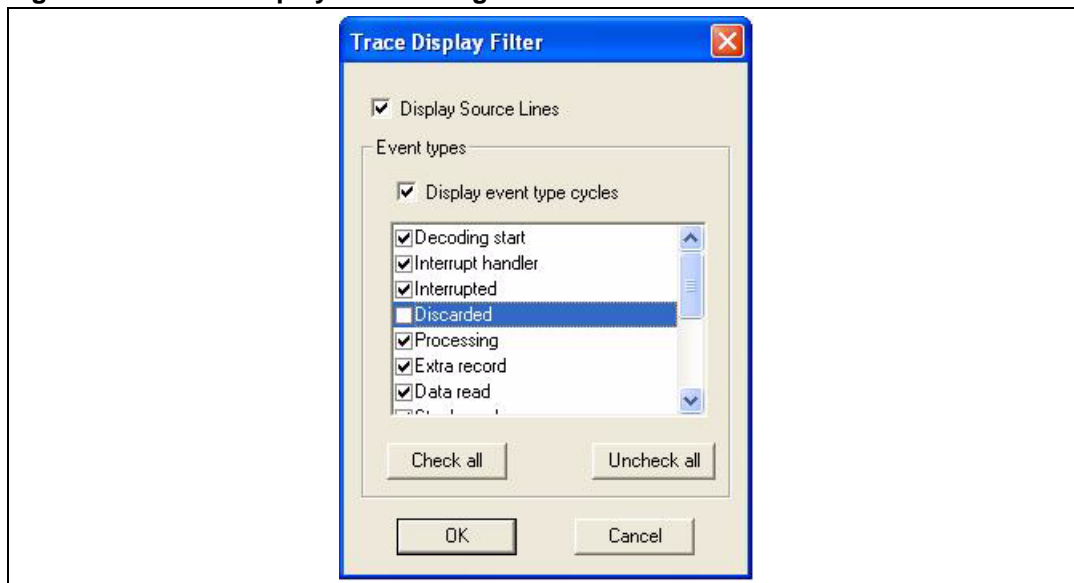 Trace Display Filter
Display Source Lines
Event types
Display event type cycles
Decoding start
Interrupt handler
Interrupted
Discarded
Processing
Extra record
Data read
Check all
Uncheck all
OK
Cancel